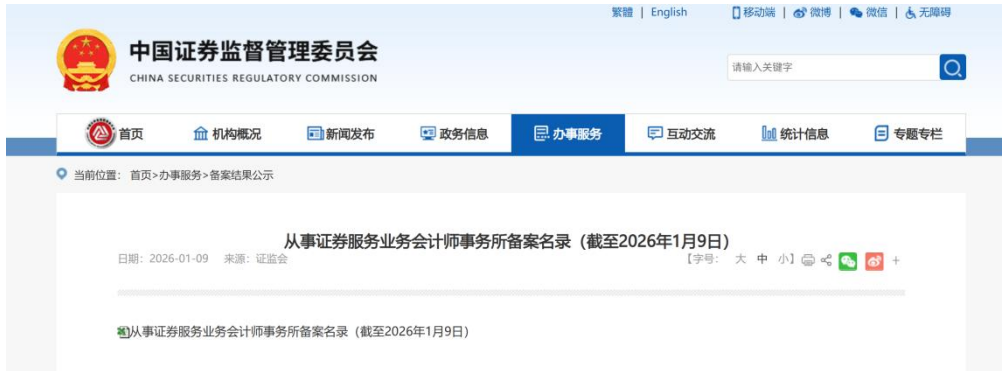 繁體 | English 移动端 | 微博 | 微信 | 无障碍
中国证券监督管理委员会
CHINA SECURITIES REGULATORY COMMISSION
请输入关键字
首页 机构概况 新闻发布 政务信息 办事服务 互动交流 统计信息 专题专栏
当前位置： 首页>办事服务>备案结果公示
从事证券服务业务会计师事务所备案名录（截至2026年1月9日）
日期：2026-01-09 来源：证监会 【字号： 大 中 小】
从事证券服务业务会计师事务所备案名录（截至2026年1月9日）